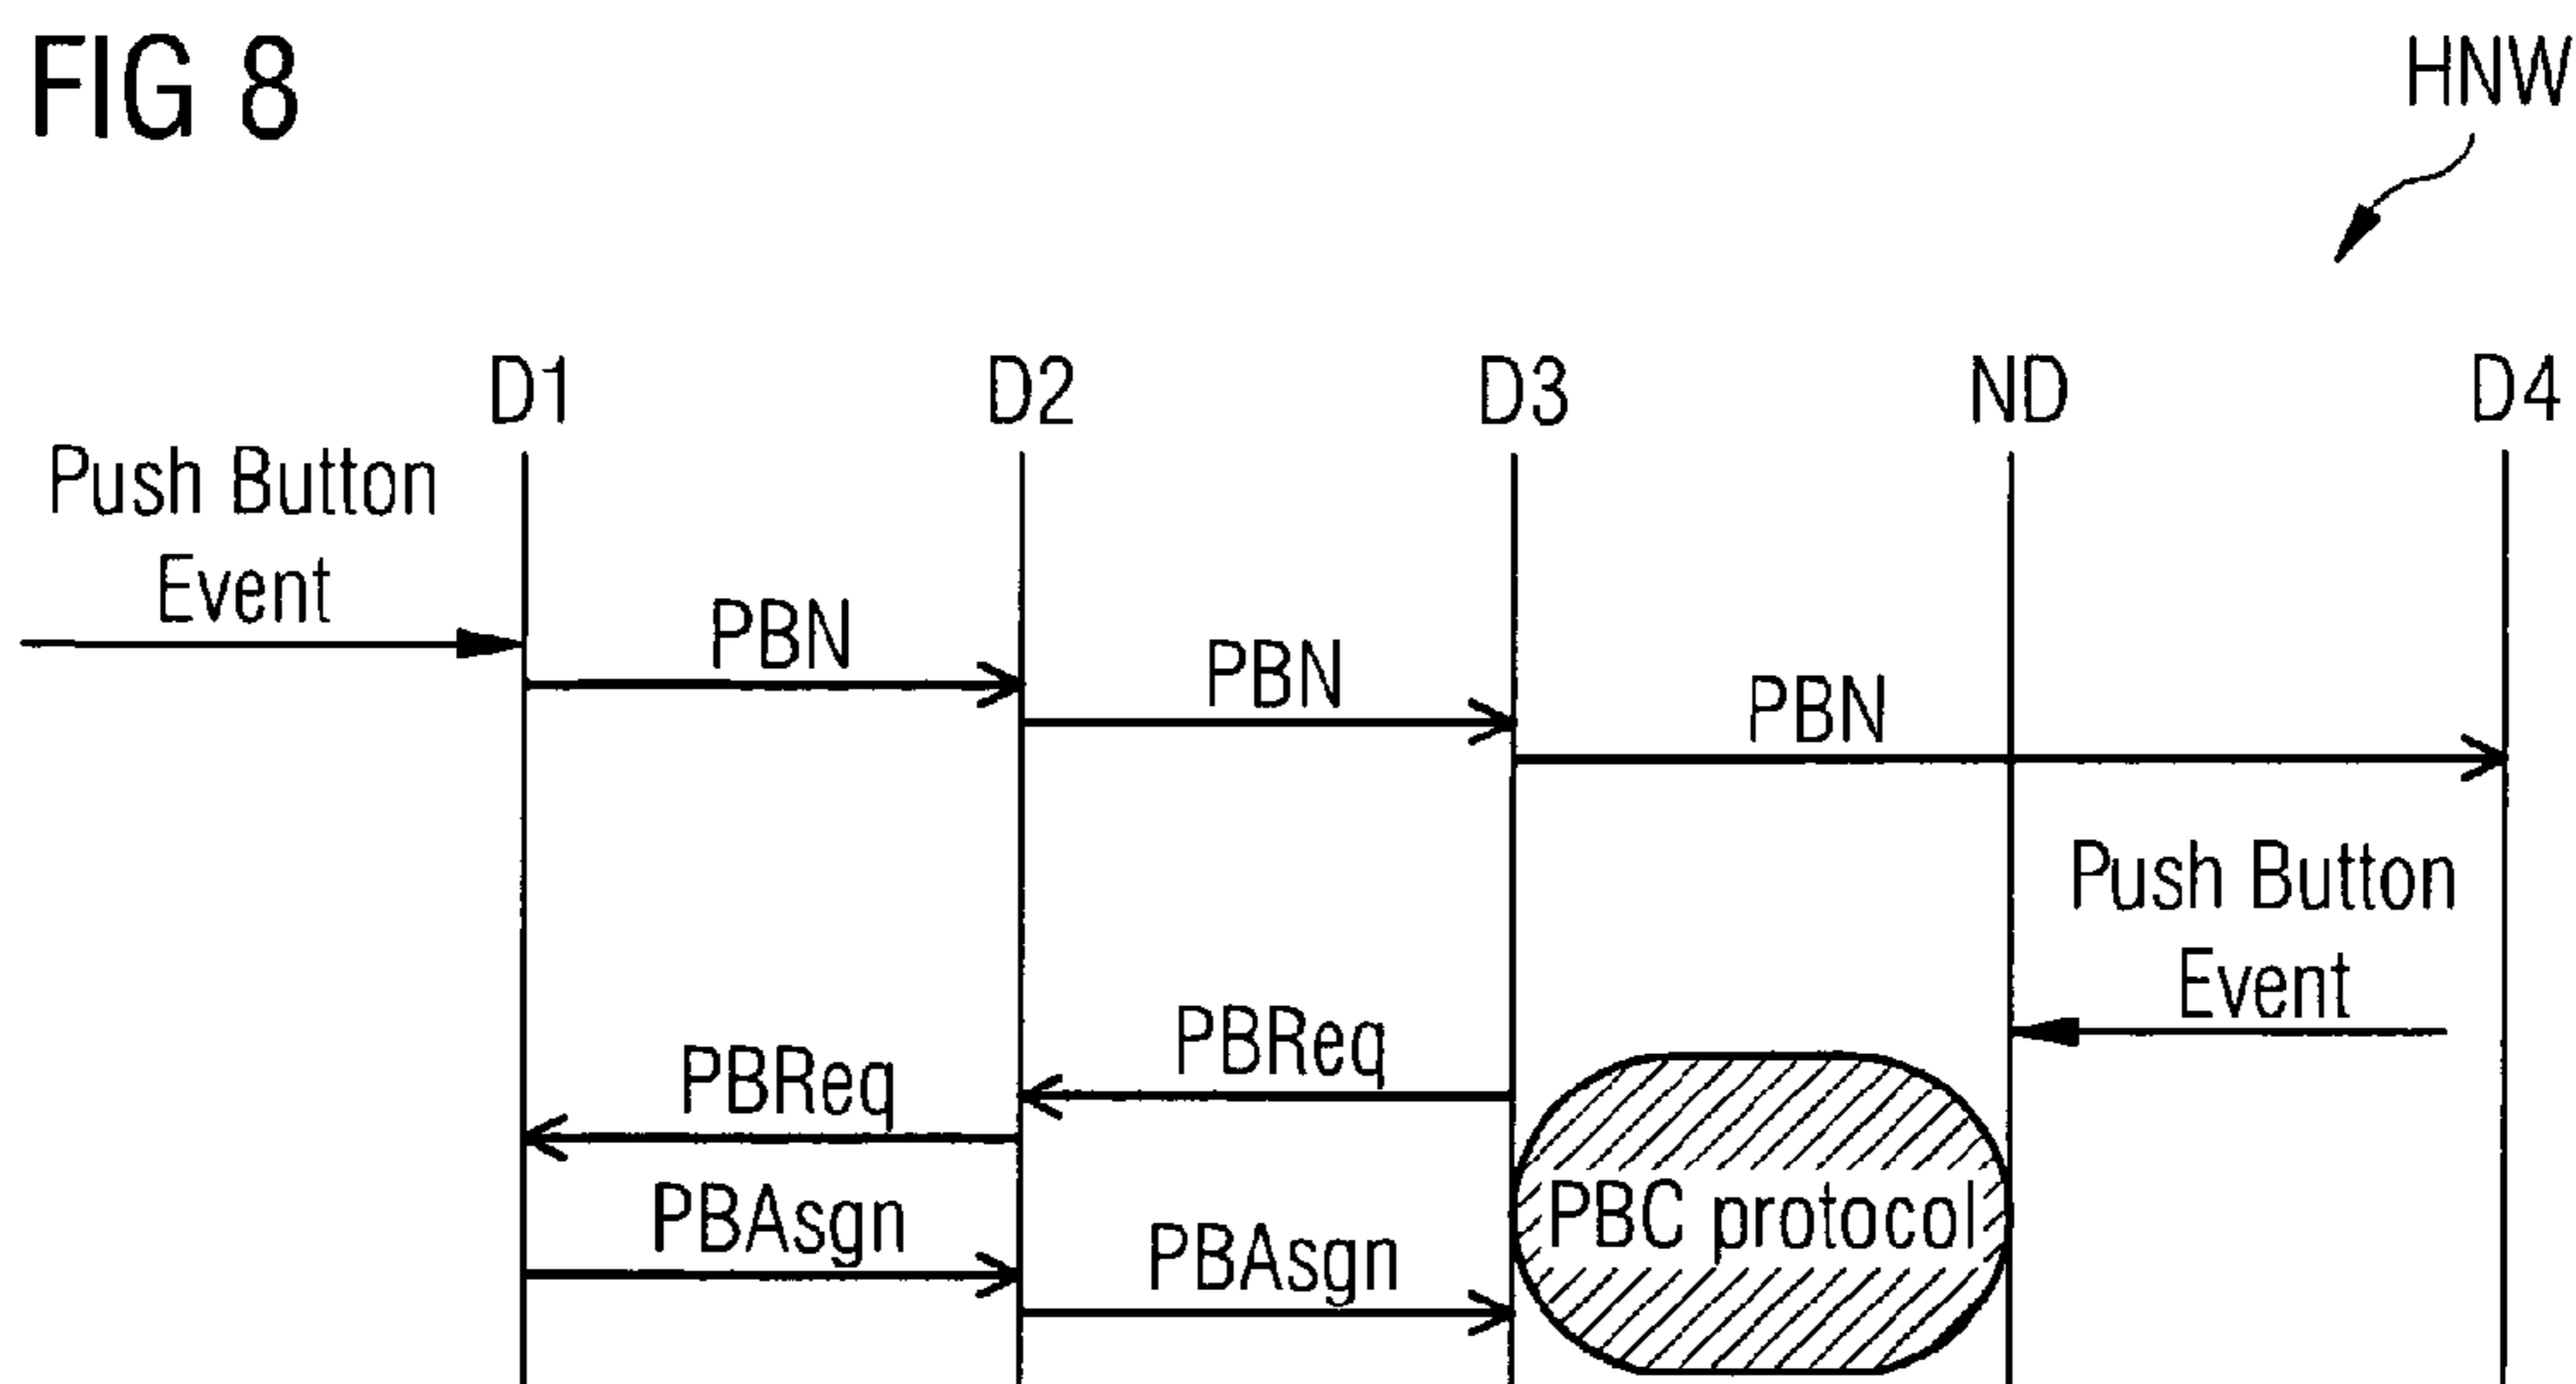 FIG 8
HNW
D1
D2
D3
ND
D4
Push Button
Event
PBN
PBN
PBN
Push Button
Event
PBReq
PBReq
PBAsgn
PBAsgn
PBC protocol